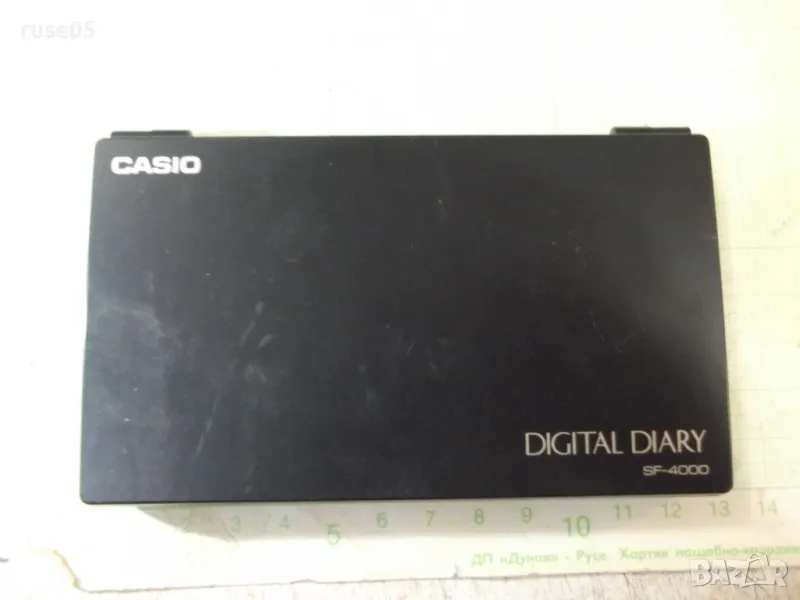 ruse05
CASIO
DIGITAL DIARY
SF-4000
2 3 4 5 6 7 8 9 10 11 12 13 14
ДП «Дунав» - Русе. Хартия
BAZAR